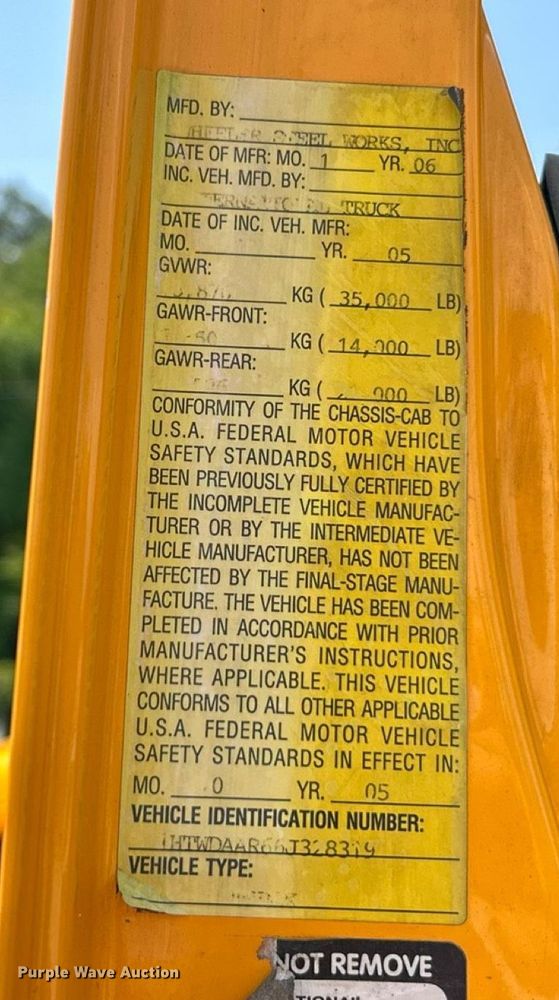 MFD. BY:
STEEL WORKS, INC
DATE OF MFR: MO. 1 YR. 06
INC. VEH. MFD. BY:
TRUCK
DATE OF INC. VEH. MFR:
MO. YR. 05
GVWR:
KG ( 35,000 LB)
GAWR-FRONT:
KG ( 14,000 LB)
GAWR-REAR:
KG ( 000 LB)
CONFORMITY OF THE CHASSIS-CAB TO
U.S.A. FEDERAL MOTOR VEHICLE
SAFETY STANDARDS, WHICH HAVE
BEEN PREVIOUSLY FULLY CERTIFIED BY
THE INCOMPLETE VEHICLE MANUFAC-
TURER OR BY THE INTERMEDIATE VE-
HICLE MANUFACTURER, HAS NOT BEEN
AFFECTED BY THE FINAL-STAGE MANU-
FACTURE. THE VEHICLE HAS BEEN COM-
PLETED IN ACCORDANCE WITH PRIOR
MANUFACTURER'S INSTRUCTIONS,
WHERE APPLICABLE. THIS VEHICLE
CONFORMS TO ALL OTHER APPLICABLE
U.S.A. FEDERAL MOTOR VEHICLE
SAFETY STANDARDS IN EFFECT IN:
MO. 0 YR. 05
VEHICLE IDENTIFICATION NUMBER:
1HTWDAAR66J328319
VEHICLE TYPE:
NOT REMOVE
Purple Wave Auction